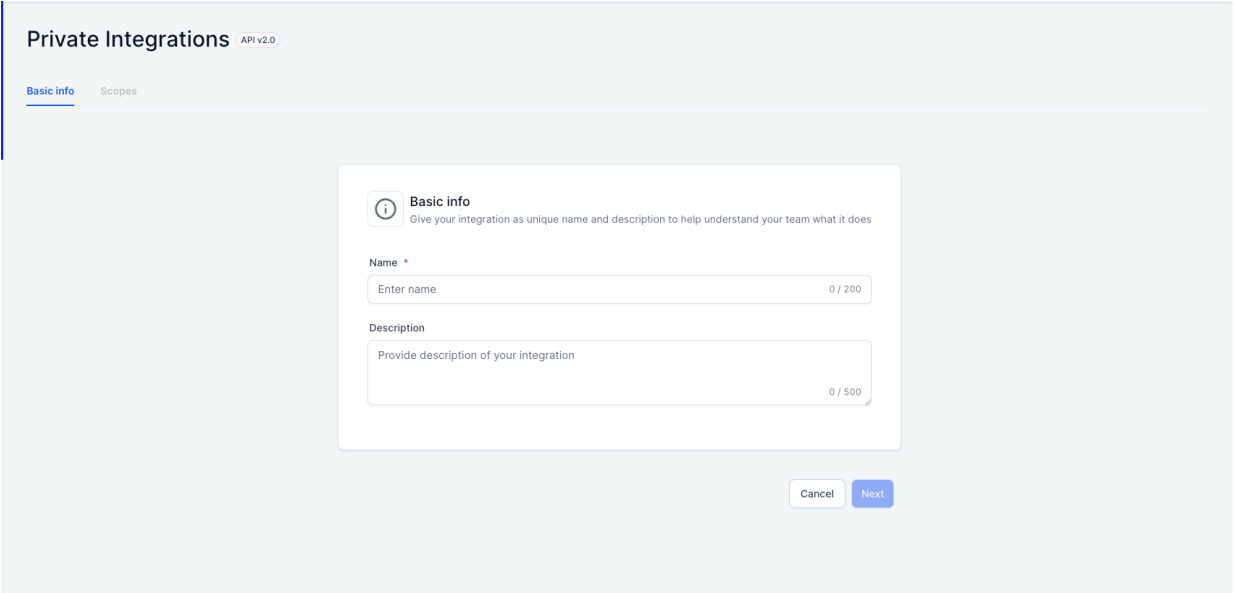 Private Integrations API v2.0
Basic info Scopes
Basic info
Give your integration as unique name and description to help understand your team what it does
Name *
Enter name 0 / 200
Description
Provide description of your integration
0 / 500
Cancel Next